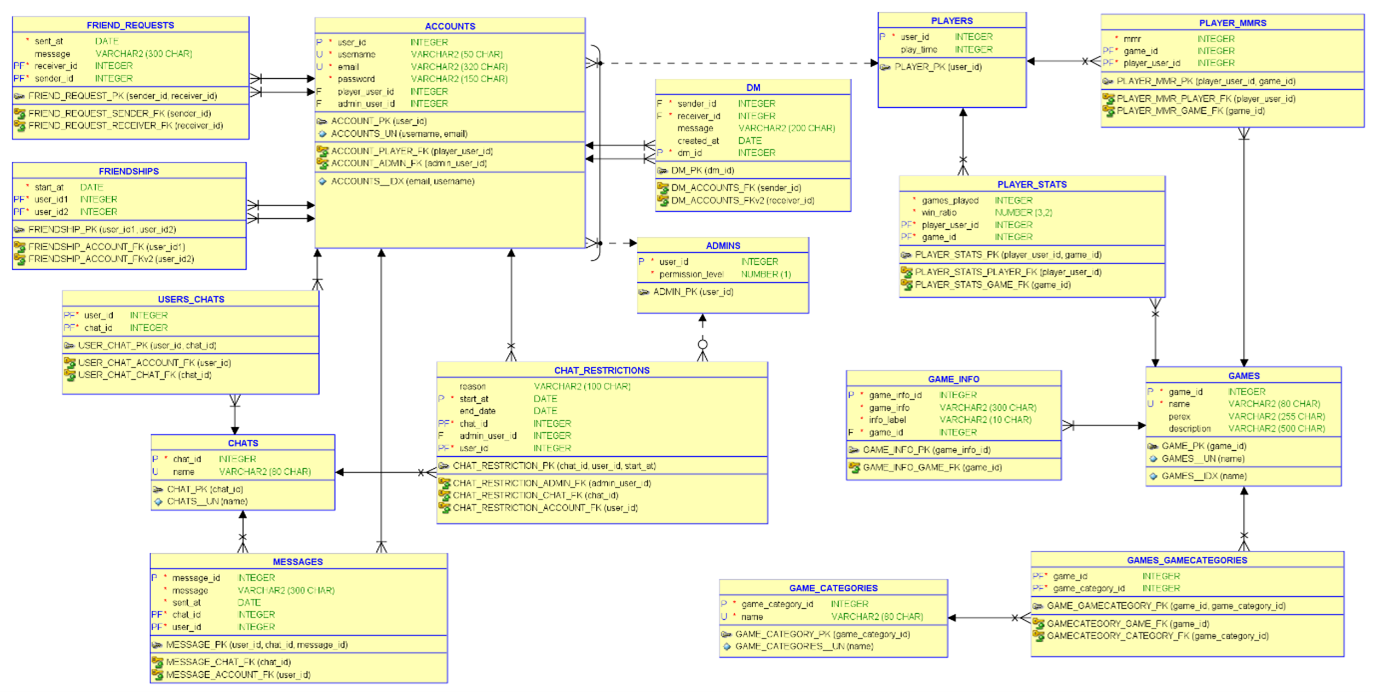 FRIEND_REQUESTS
* sent_at DATE
message VARCHAR2 (300 CHAR)
PF* receiver_id INTEGER
PF* sender_id INTEGER
FRIEND_REQUEST_PK (sender_id, receiver_id)
FRIEND_REQUEST_SENDER_FK (sender_id)
FRIEND_REQUEST_RECEIVER_PK (receiver_id)
ACCOUNTS
P * user_id INTEGER
U * username VARCHAR2 (50 CHAR)
U * email VARCHAR2 (320 CHAR)
* password VARCHAR2 (150 CHAR)
F player_user_id INTEGER
F admin_user_id INTEGER
ACCOUNT_PK (user_id)
ACCOUNTS_UN (username, email)
ACCOUNT_PLAYER_FK (player_user_id)
ACCOUNT_ADMIN_FK (admin_user_id)
ACCOUNTS__IDX (email, username)
PLAYERS
P * user_id INTEGER
play_time INTEGER
PLAYER_PK (user_id)
PLAYER_MMRS
* mmr INTEGER
PF* game_id INTEGER
PF* player_user_id INTEGER
PLAYER_MMR_PK (player_user_id, game_id)
PLAYER_MMR_PLAYER_FK (player_user_id)
PLAYER_MMR_GAME_FK (game_id)
DM
F * sender_id INTEGER
F * receiver_id INTEGER
message VARCHAR2 (200 CHAR)
created_at DATE
P * dm_id INTEGER
DM_PK (dm_id)
DM_ACCOUNTS_FK (sender_id)
DM_ACCOUNTS_FKv2 (receiver_id)
FRIENDSHIPS
* start_at DATE
PF* user_id1 INTEGER
PF* user_id2 INTEGER
FRIENDSHIP_PK (user_id1, user_id2)
FRIENDSHIP_ACCOUNT_FK (user_id1)
FRIENDSHIP_ACCOUNT_FKv2 (user_id2)
PLAYER_STATS
* games_played INTEGER
* win_ratio NUMBER (3,2)
PF* player_user_id INTEGER
PF* game_id INTEGER
PLAYER_STATS_PK (player_user_id, game_id)
PLAYER_STATS_PLAYER_FK (player_user_id)
PLAYER_STATS_GAME_FK (game_id)
ADMINS
P * user_id INTEGER
* permission_level NUMBER (1)
ADMIN_PK (user_id)
USERS_CHATS
PF* user_id INTEGER
PF* chat_id INTEGER
USER_CHAT_PK (user_id, chat_id)
USER_CHAT_ACCOUNT_FK (user_id)
USER_CHAT_CHAT_FK (chat_id)
CHAT_RESTRICTIONS
reason VARCHAR2 (100 CHAR)
P * start_at DATE
end_date DATE
PF* chat_id INTEGER
F admin_user_id INTEGER
PF* user_id INTEGER
CHAT_RESTRICTION_PK (chat_id, user_id, start_at)
CHAT_RESTRICTION_ADMIN_FK (admin_user_id)
CHAT_RESTRICTION_CHAT_FK (chat_id)
CHAT_RESTRICTION_ACCOUNT_FK (user_id)
GAME_INFO
P * game_info_id INTEGER
* game_info VARCHAR2 (300 CHAR)
* info_label VARCHAR2 (10 CHAR)
F * game_id INTEGER
GAME_INFO_PK (game_info_id)
GAME_INFO_GAME_FK (game_id)
GAMES
P * game_id INTEGER
U * name VARCHAR2 (80 CHAR)
perex VARCHAR2 (255 CHAR)
description VARCHAR2 (500 CHAR)
GAME_PK (game_id)
GAMES__UN (name)
GAMES__IDX (name)
CHATS
P * chat_id INTEGER
U name VARCHAR2 (80 CHAR)
CHAT_PK (chat_id)
CHATS__UN (name)
MESSAGES
P * message_id INTEGER
* message VARCHAR2 (300 CHAR)
* sent_at DATE
PF* chat_id INTEGER
PF* user_id INTEGER
MESSAGE_PK (user_id, chat_id, message_id)
MESSAGE_CHAT_FK (chat_id)
MESSAGE_ACCOUNT_FK (user_id)
GAME_CATEGORIES
P * game_category_id INTEGER
U * name VARCHAR2 (80 CHAR)
GAME_CATEGORY_PK (game_category_id)
GAME_CATEGORIES__UN (name)
GAMES_GAMECATEGORIES
PF* game_id INTEGER
PF* game_category_id INTEGER
GAME_GAMECATEGORY_PK (game_id, game_category_id)
GAMECATEGORY_GAME_FK (game_id)
GAMECATEGORY_CATEGORY_FK (game_category_id)